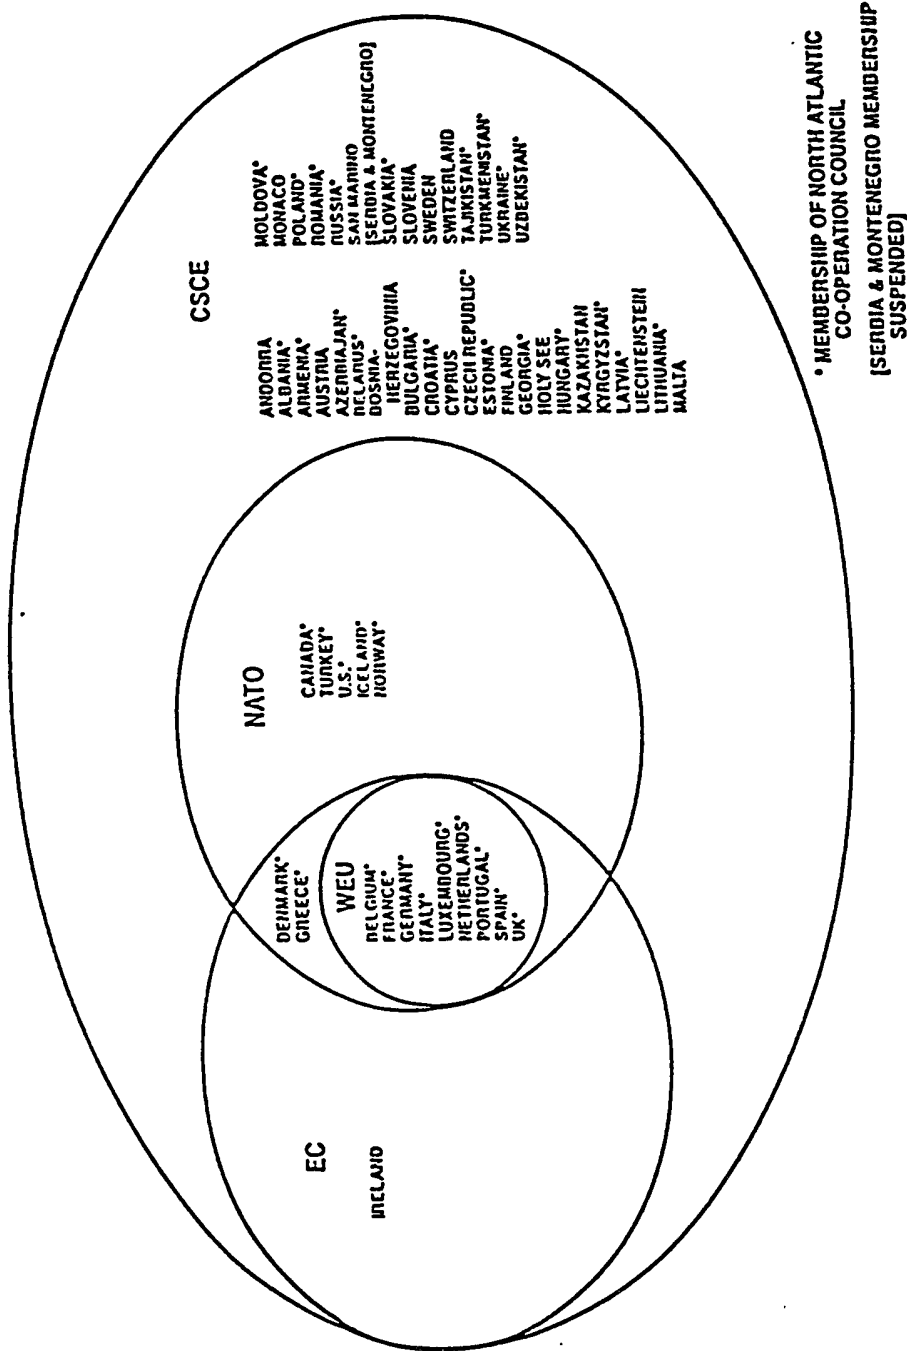 CSCE
ANDORRA
ALBANIA*
ARMENIA*
AUSTRIA
AZERBIAJAN*
BELARUS*
BOSNIA-
HERZEGOVINIA
BULGARIA*
CROATIA*
CYPRUS
CZECH REPUBLIC*
ESTONIA*
FINLAND
GEORGIA*
HOLY SEE
HUNGARY*
KAZAKHSTAN
KYRGYZSTAN*
LATVIA*
LIECHTENSTEIN
LITHUANIA*
MALTA
MOLDOVA*
MONACO
POLAND*
ROMANIA*
RUSSIA*
SAN MARINO
[SERBIA & MONTENEGRO]
SLOVAKIA*
SLOVENIA
SWEDEN
SWITZERLAND
TAJIKISTAN*
TURKMENISTAN*
UKRAINE*
UZBEKISTAN*
NATO
CANADA*
TURKEY*
U.S.*
ICELAND*
NORWAY*
DENMARK*
GREECE*
WEU
BELGIUM*
FRANCE*
GERMANY*
ITALY*
LUXEMBOURG*
NETHERLANDS*
PORTUGAL*
SPAIN*
UK*
EC
IRELAND
* MEMBERSHIP OF NORTH ATLANTIC
CO-OPERATION COUNCIL
[SERBIA & MONTENEGRO MEMBERSHIP
SUSPENDED]